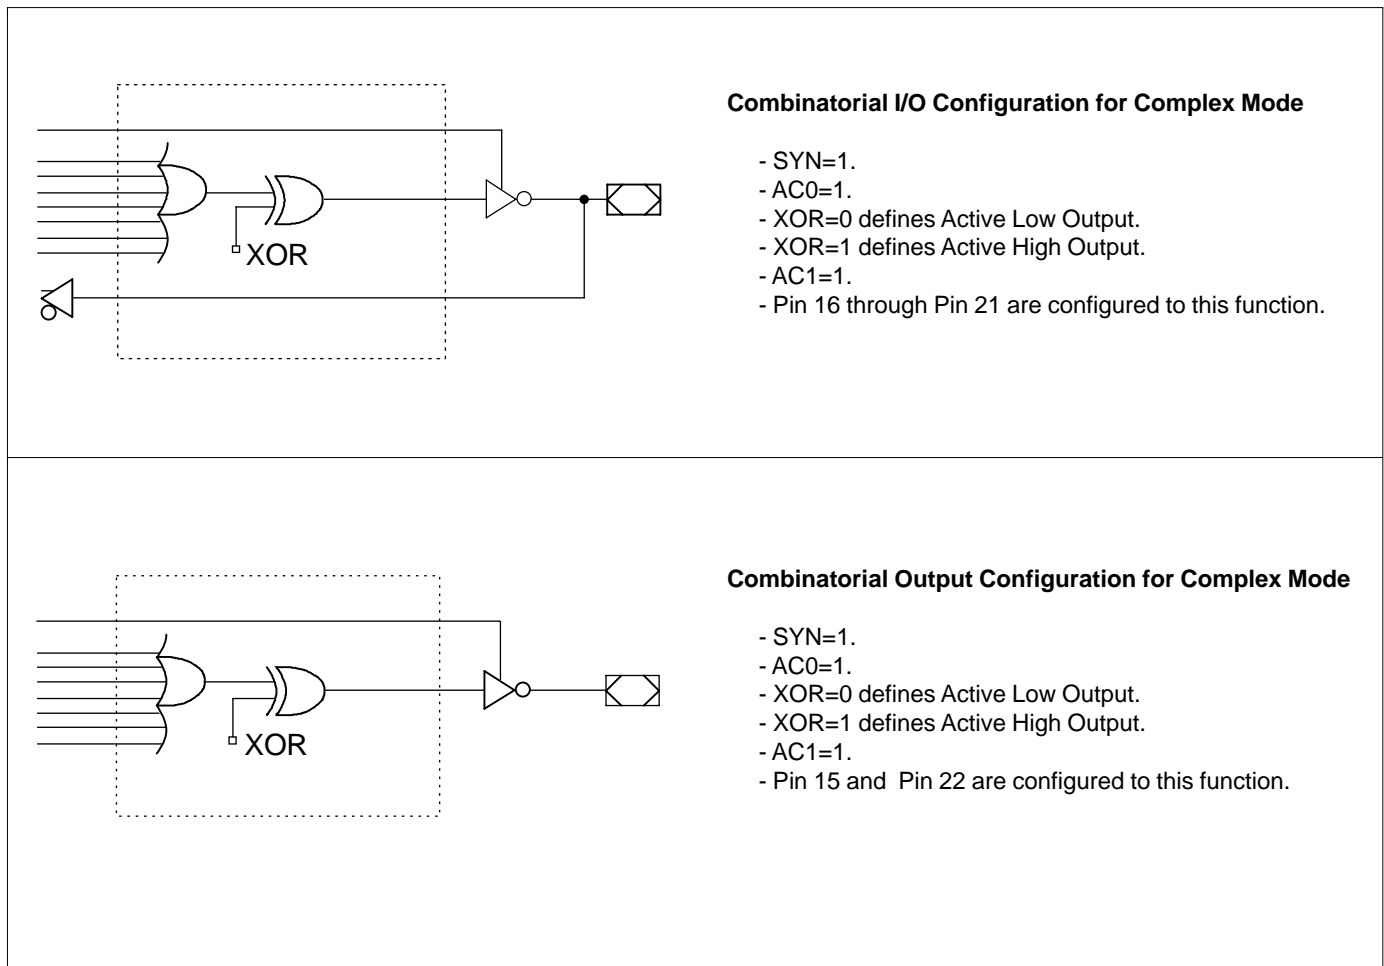 Combinatorial I/O Configuration for Complex Mode
- SYN=1.
- AC0=1.
- XOR=0 defines Active Low Output.
- XOR=1 defines Active High Output.
- AC1=1.
- Pin 16 through Pin 21 are configured to this function.
XOR
Combinatorial Output Configuration for Complex Mode
- SYN=1.
- AC0=1.
- XOR=0 defines Active Low Output.
- XOR=1 defines Active High Output.
- AC1=1.
- Pin 15 and  Pin 22 are configured to this function.
XOR